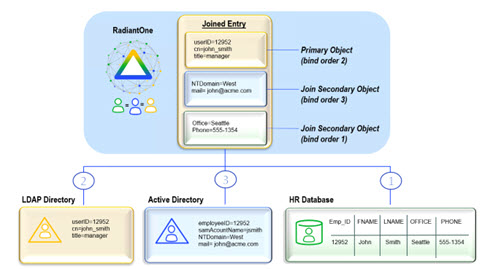 RadiantOne
Joined Entry
userID=12952
cn=john_smith
title=manager
NTDomain=West
mail= john@acme.com
Office=Seattle
Phone=555-1354
Primary Object
(bind order 2)
Join Secondary Object
(bind order 3)
Join Secondary Object
(bind order 1)
2
3
1
LDAP Directory
userID=12952
cn=john_smith
title=manager
Active Directory
employeeID=12952
samAcountName=jsmith
NTDomain=West
mail= john@acme.com
HR Database
Emp_ID FNAME LNAME OFFICE PHONE
12952 John Smith Seattle 555-1354